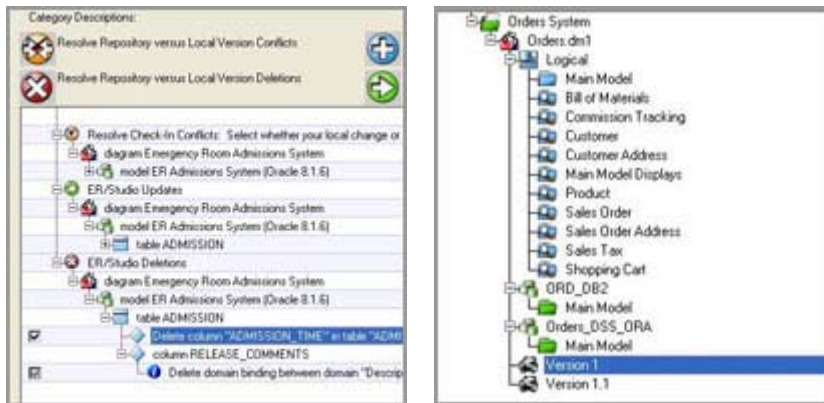 Category Descriptions:
Resolve Repository versus Local Version Conflicts
Resolve Repository versus Local Version Deletions
Resolve Check-In Conflicts: Select whether your local change or
diagram Emergency Room Admissions System
model ER Admissions System (Oracle 8.1.6)
ER/Studio Updates
diagram Emergency Room Admissions System
model ER Admissions System (Oracle 8.1.6)
table ADMISSION
ER/Studio Deletions
diagram Emergency Room Admissions System
model ER Admissions System (Oracle 8.1.6)
table ADMISSION
Delete column "ADMISSION_TIME" in table "ADMI
column RELEASE_COMMENTS
Delete domain binding between domain "Descrip
Orders System
Orders.dm1
Logical
Main Model
Bill of Materials
Commission Tracking
Customer
Customer Address
Main Model Displays
Product
Sales Order
Sales Order Address
Sales Tax
Shopping Cart
ORD_DB2
Main Model
Orders_DSS_ORA
Main Model
Version 1
Version 1.1